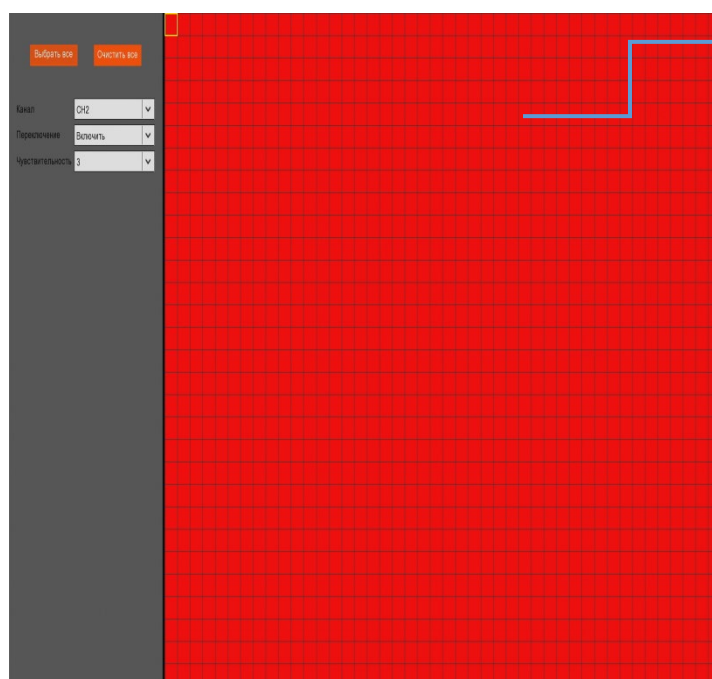 Выбрать все Очистить все
Канал CH2
Переключение Включить
Чувствительность 3